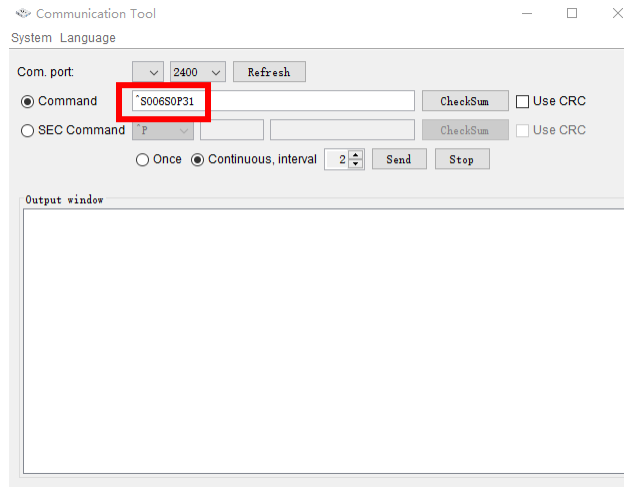 Communication Tool
System Language
Com. port: 2400 Refresh
Command ^S006S0P31 CheckSum Use CRC
SEC Command ^P CheckSum Use CRC
Once Continuous, interval 2 Send Stop
Output window